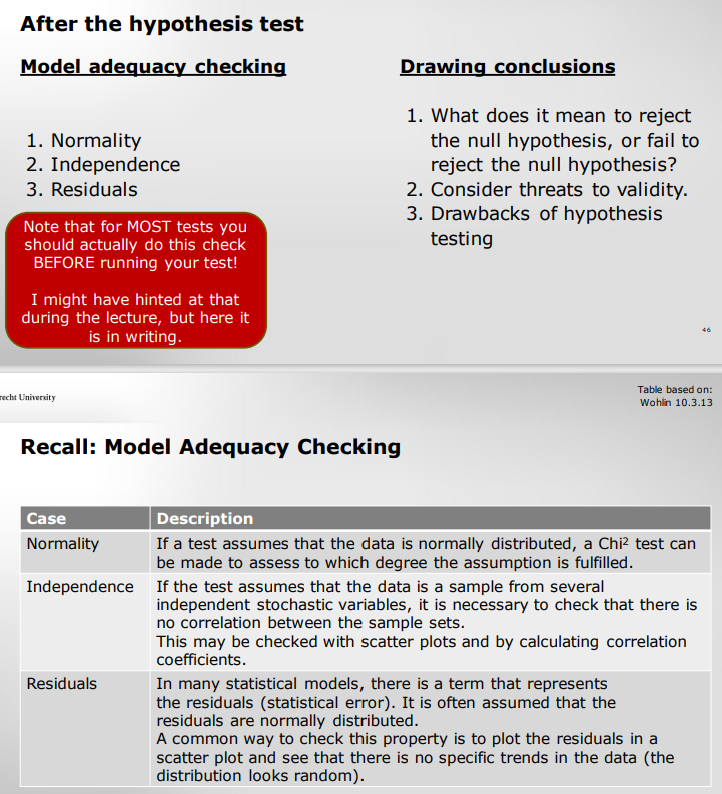 After the hypothesis test
Model adequacy checking
1. Normality
2. Independence
3. Residuals
Note that for MOST tests you
should actually do this check
BEFORE running your test!
I might have hinted at that
during the lecture, but here it
is in writing.
Drawing conclusions
1. What does it mean to reject
the null hypothesis, or fail to
reject the null hypothesis?
2. Consider threats to validity.
3. Drawbacks of hypothesis
testing
46
recht University
Table based on:
Wohlin 10.3.13
Recall: Model Adequacy Checking
Case Description
Normality If a test assumes that the data is normally distributed, a Chi² test can
be made to assess to which degree the assumption is fulfilled.
Independence If the test assumes that the data is a sample from several
independent stochastic variables, it is necessary to check that there is
no correlation between the sample sets.
This may be checked with scatter plots and by calculating correlation
coefficients.
Residuals In many statistical models, there is a term that represents
the residuals (statistical error). It is often assumed that the
residuals are normally distributed.
A common way to check this property is to plot the residuals in a
scatter plot and see that there is no specific trends in the data (the
distribution looks random).